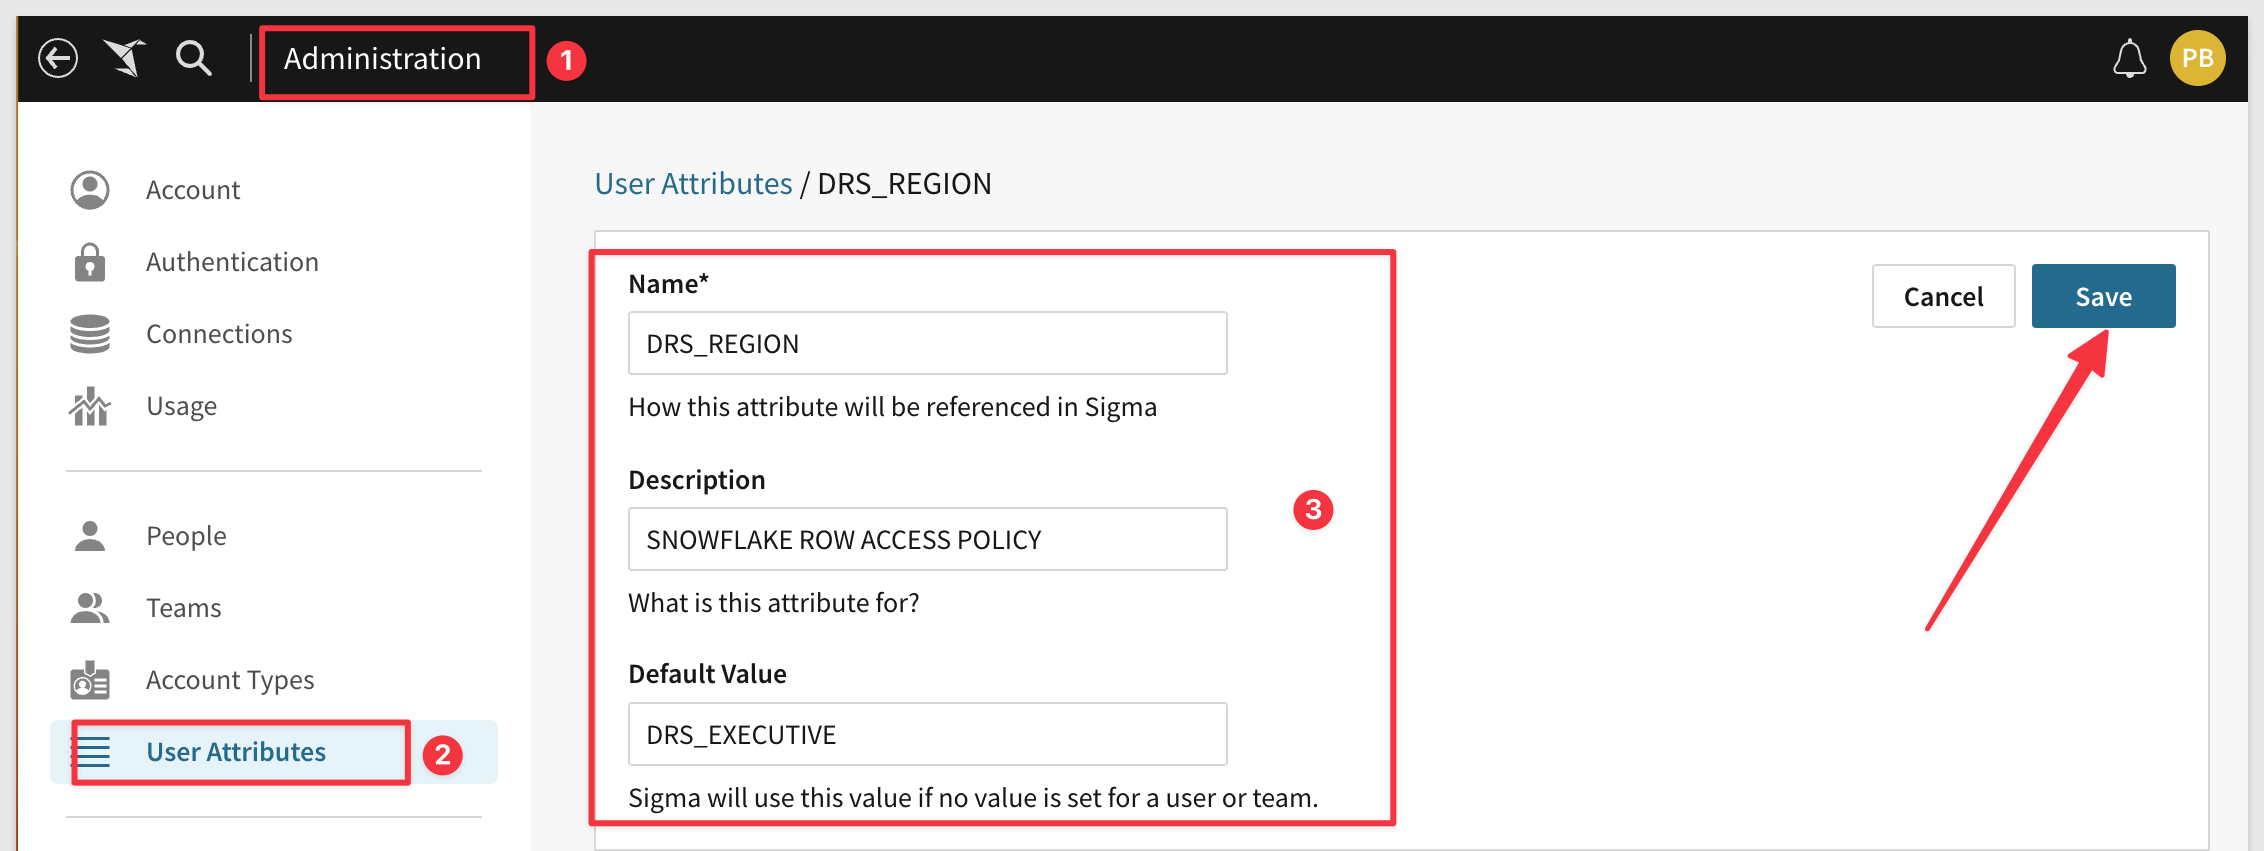 Administration
1
PB
Account
Authentication
Connections
Usage
People
Teams
Account Types
User Attributes
2
User Attributes / DRS_REGION
Name*
DRS_REGION
How this attribute will be referenced in Sigma
Description
SNOWFLAKE ROW ACCESS POLICY
What is this attribute for?
Default Value
DRS_EXECUTIVE
Sigma will use this value if no value is set for a user or team.
3
Cancel
Save